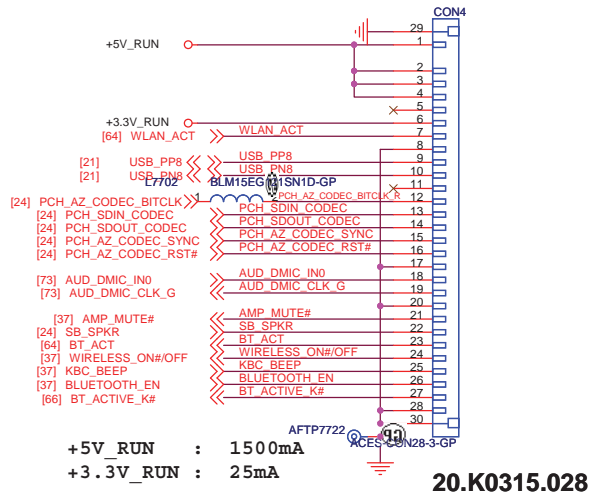 CON4
29
+5V_RUN 1
2
3
4
5
+3.3V_RUN 6
[64] WLAN_ACT WLAN_ACT 7
8
[21] USB_PP8 USB_PP8 9
[21] USB_PN8 USB_PN8 10
L7702 BLM15EG 1SN1D-GP 11
[24] PCH_AZ_CODEC_BITCLK 1 2 PCH_AZ_CODEC_BITCLK_R 12
[24] PCH_SDIN_CODEC PCH_SDIN_CODEC 13
[24] PCH_SDOUT_CODEC PCH_SDOUT_CODEC 14
[24] PCH_AZ_CODEC_SYNC PCH_AZ_CODEC_SYNC 15
[24] PCH_AZ_CODEC_RST# PCH_AZ_CODEC_RST# 16
17
[73] AUD_DMIC_IN0 AUD_DMIC_IN0 18
[73] AUD_DMIC_CLK_G AUD_DMIC_CLK_G 19
20
[37] AMP_MUTE# AMP_MUTE# 21
[24] SB_SPKR SB_SPKR 22
[64] BT_ACT BT_ACT 23
[37] WIRELESS_ON#/OFF WIRELESS_ON#/OFF 24
[37] KBC_BEEP KBC_BEEP 25
[37] BLUETOOTH_EN BLUETOOTH_EN 26
[66] BT_ACTIVE_K# BT_ACTIVE_K# 27
28
30
AFTP7722
ACES-CON28-3-GP
+5V_RUN : 1500mA
+3.3V_RUN : 25mA
20.K0315.028